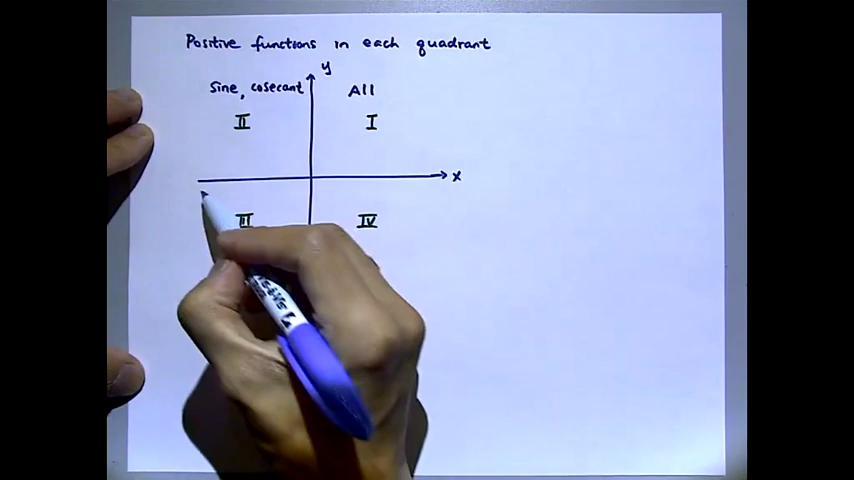 Positive functions in each quadrant
y
Sine, cosecant All
II I
x
III IV